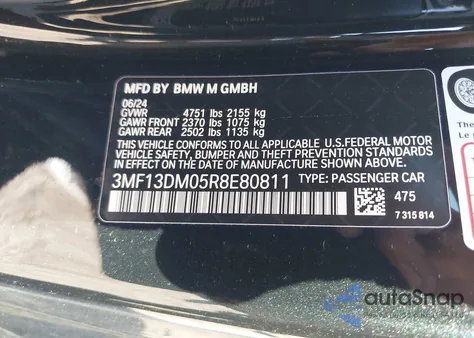 MFD BY BMW M GMBH
06/24
GVWR 4751 lbs 2155 kg
GAWR FRONT 2370 lbs 1075 kg
GAWR REAR 2502 lbs 1135 kg
THIS VEHICLE CONFORMS TO ALL APPLICABLE U.S.FEDERAL MOTOR
VEHICLE SAFETY, BUMPER AND THEFT PREVENTION STANDARDS
IN EFFECT ON THE DATE OF MANUFACTURE SHOWN ABOVE.
3MF13DM05R8E80811 TYPE: PASSENGER CAR
475
7 315 814
Le
autaSnap